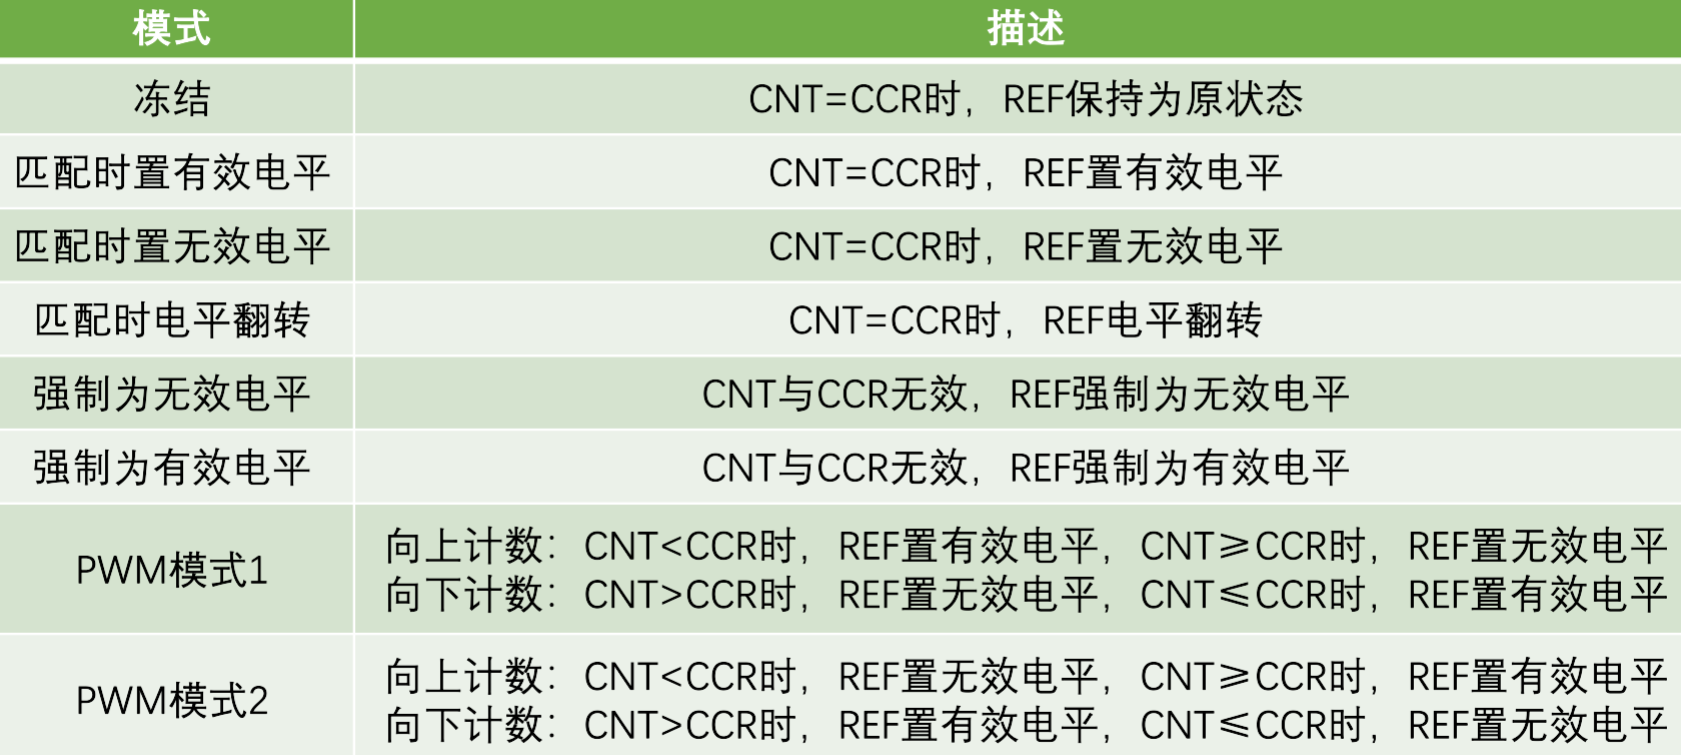 模式 描述
冻结 CNT=CCR时，REF保持为原状态
匹配时置有效电平 CNT=CCR时，REF置有效电平
匹配时置无效电平 CNT=CCR时，REF置无效电平
匹配时电平翻转 CNT=CCR时，REF电平翻转
强制为无效电平 CNT与CCR无效，REF强制为无效电平
强制为有效电平 CNT与CCR无效，REF强制为有效电平
PWM模式1
向上计数：CNT<CCR时，REF置有效电平，CNT≥CCR时，REF置无效电平
向下计数：CNT>CCR时，REF置无效电平，CNT≤CCR时，REF置有效电平
PWM模式2
向上计数：CNT<CCR时，REF置无效电平，CNT≥CCR时，REF置有效电平
向下计数：CNT>CCR时，REF置有效电平，CNT≤CCR时，REF置无效电平